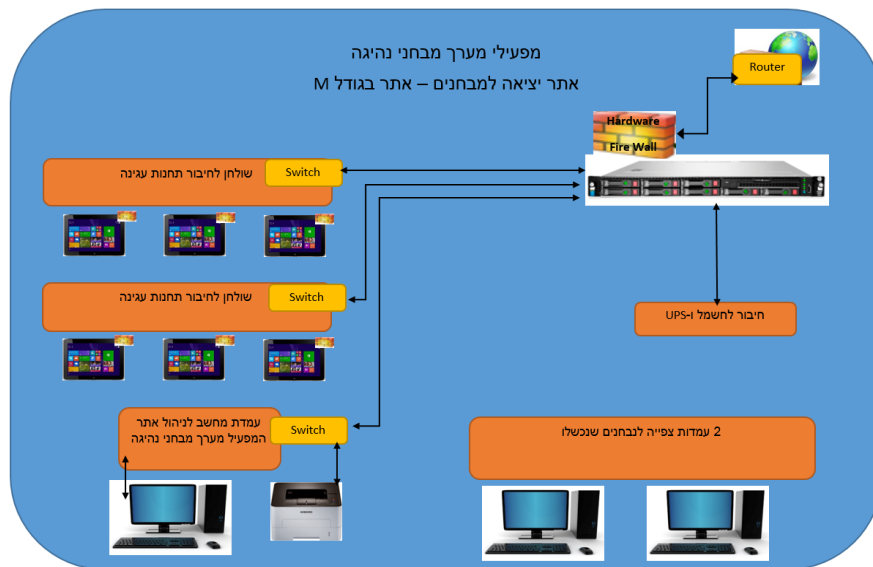 מפעילי מערך מבחני נהיגה
אתר יציאה למבחנים – אתר בגודל M
Router
Hardware
Fire Wall
שולחן לחיבור תחנות עגינה
Switch
שולחן לחיבור תחנות עגינה
Switch
חיבור לחשמל ו-UPS
עמדת מחשב לניהול אתר
המפעיל מערך מבחני נהיגה
Switch
2 עמדות צפייה לנבחנים שנכשלו